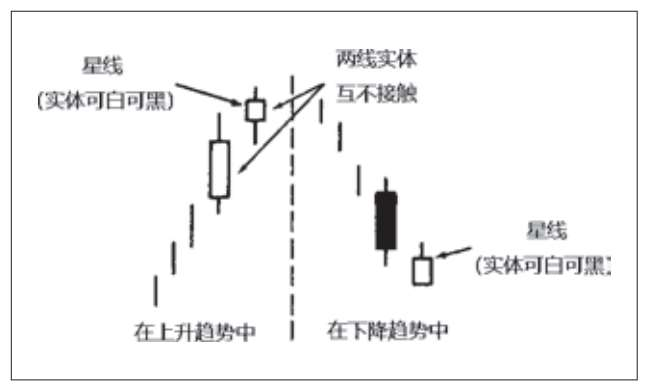 星线
(实体可白可黑)
两线实体
互不接触
星线
(实体可白可黑)
在上升趋势中
在下降趋势中